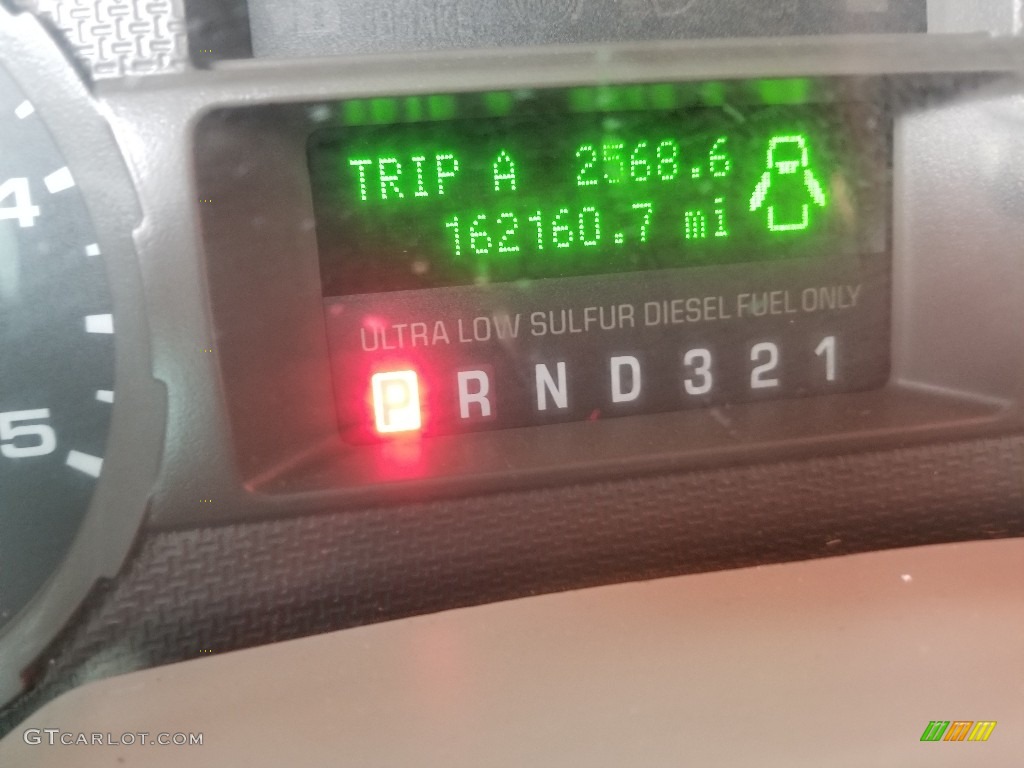 4
5
TRIP A 2568.6
162160.7 mi
ULTRA LOW SULFUR DIESEL FUEL ONLY
P R N D 3 2 1
GTCARLOT.COM